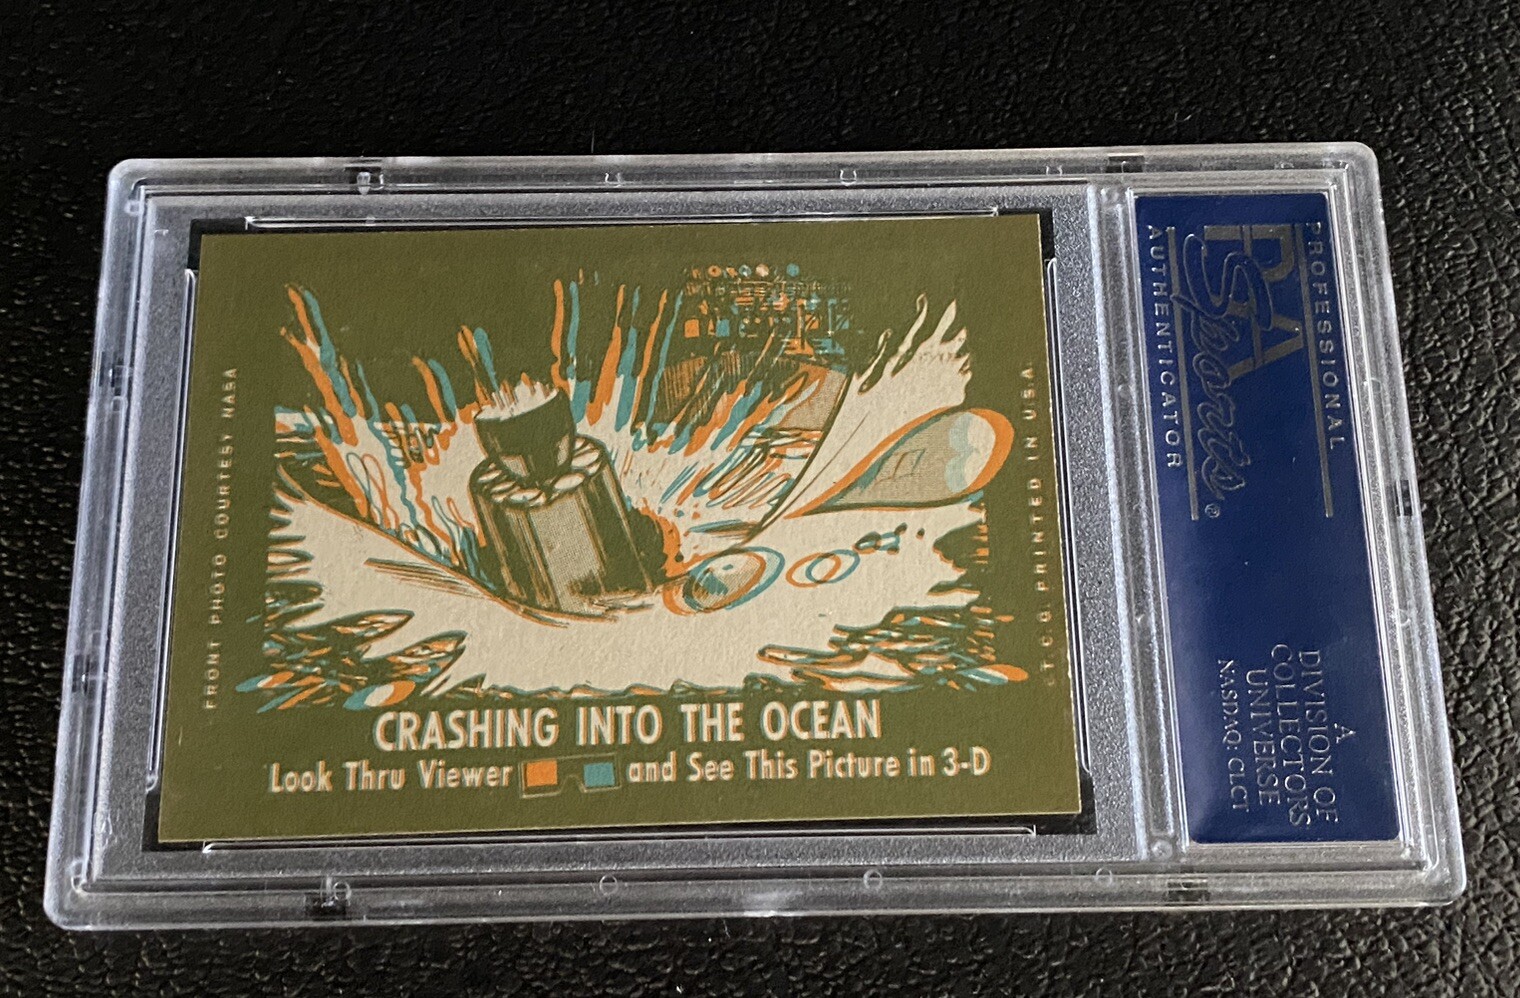 FRONT PHOTO COURTESY NASA
© T.C.G. PRINTED IN U.S.A.
CRASHING INTO THE OCEAN
Look Thru Viewer and See This Picture in 3-D
PROFESSIONAL
PSA
Sports®
AUTHENTICATOR
A
DIVISION OF
COLLECTORS
UNIVERSE
NASDAQ: CLCT